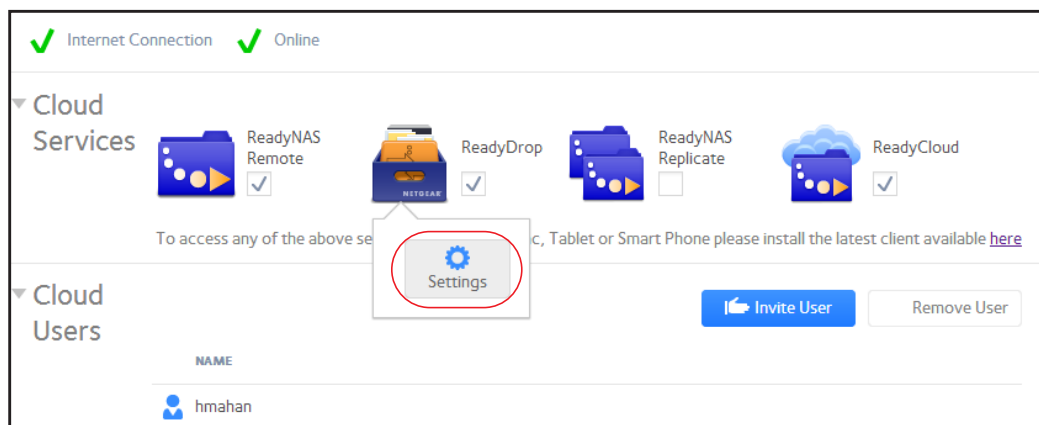 Internet Connection Online
Cloud
Services
ReadyNAS
Remote
NETGEAR
ReadyDrop
ReadyNAS
Replicate
ReadyCloud
To access any of the above se c, Tablet or Smart Phone please install the latest client available here
Settings
Cloud
Users
Invite User
Remove User
NAME
hmahan